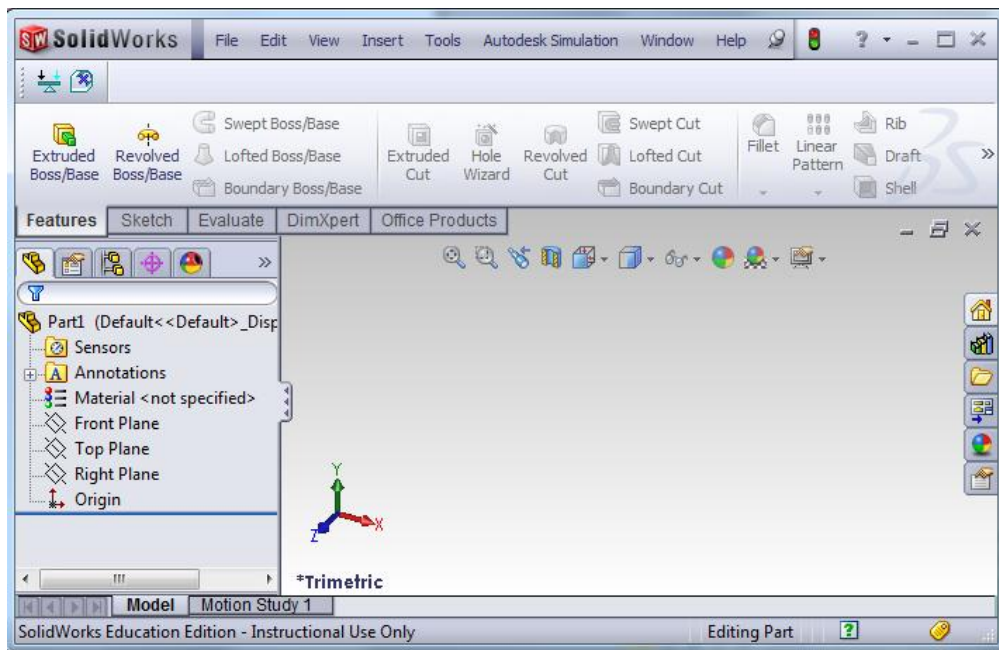 SW SolidWorks File Edit View Insert Tools Autodesk Simulation Window Help ?
Swept Boss/Base Swept Cut Rib
Extruded Revolved Lofted Boss/Base Extruded Hole Revolved Lofted Cut Fillet Linear Draft »
Boss/Base Boss/Base Cut Wizard Cut Pattern
Boundary Boss/Base Boundary Cut Shell
Features Sketch Evaluate DimXpert Office Products
»
Part1 (Default<<Default>_Disp
Sensors
A Annotations
Material <not specified>
Front Plane
Top Plane
Right Plane
Origin
Y
X
Z
*Trimetric
Model Motion Study 1
SolidWorks Education Edition - Instructional Use Only Editing Part ?